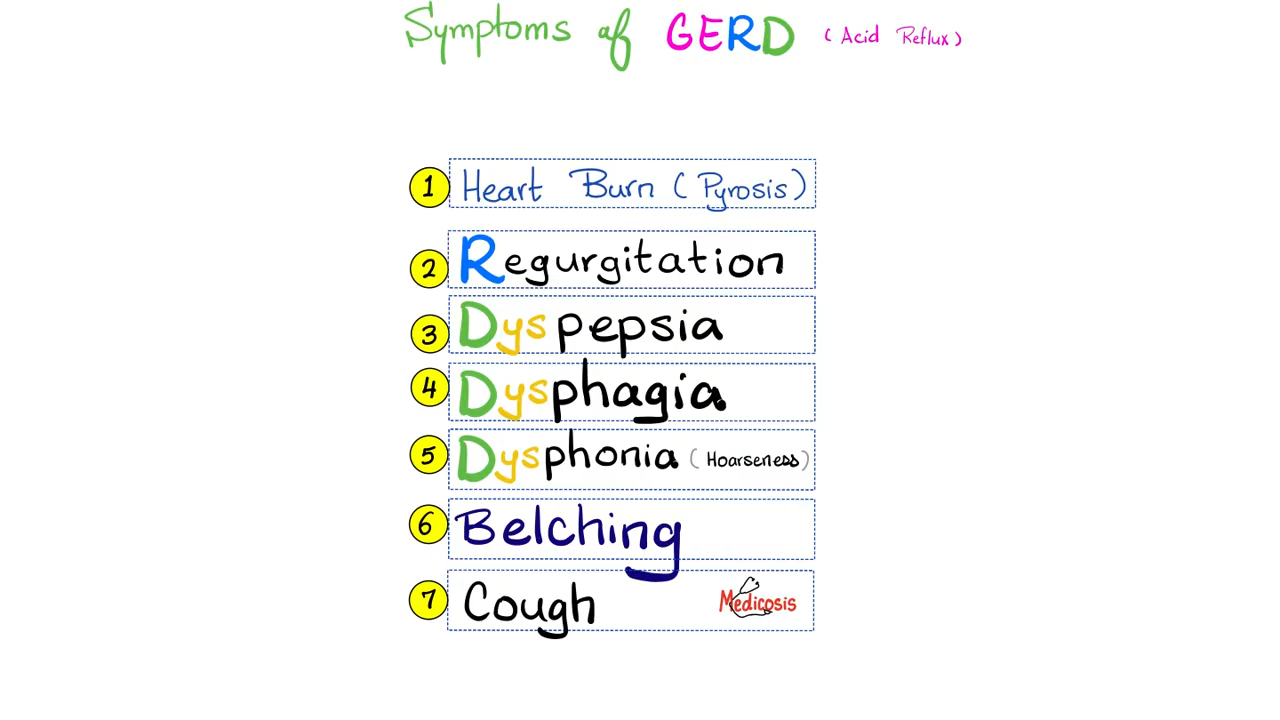 Symptoms of GERD (Acid Reflux)
1 Heart Burn (Pyrosis)
2 Regurgitation
3 Dyspepsia
4 Dysphagia
5 Dysphonia (Hoarseness)
6 Belching
7 Cough
Medicosis